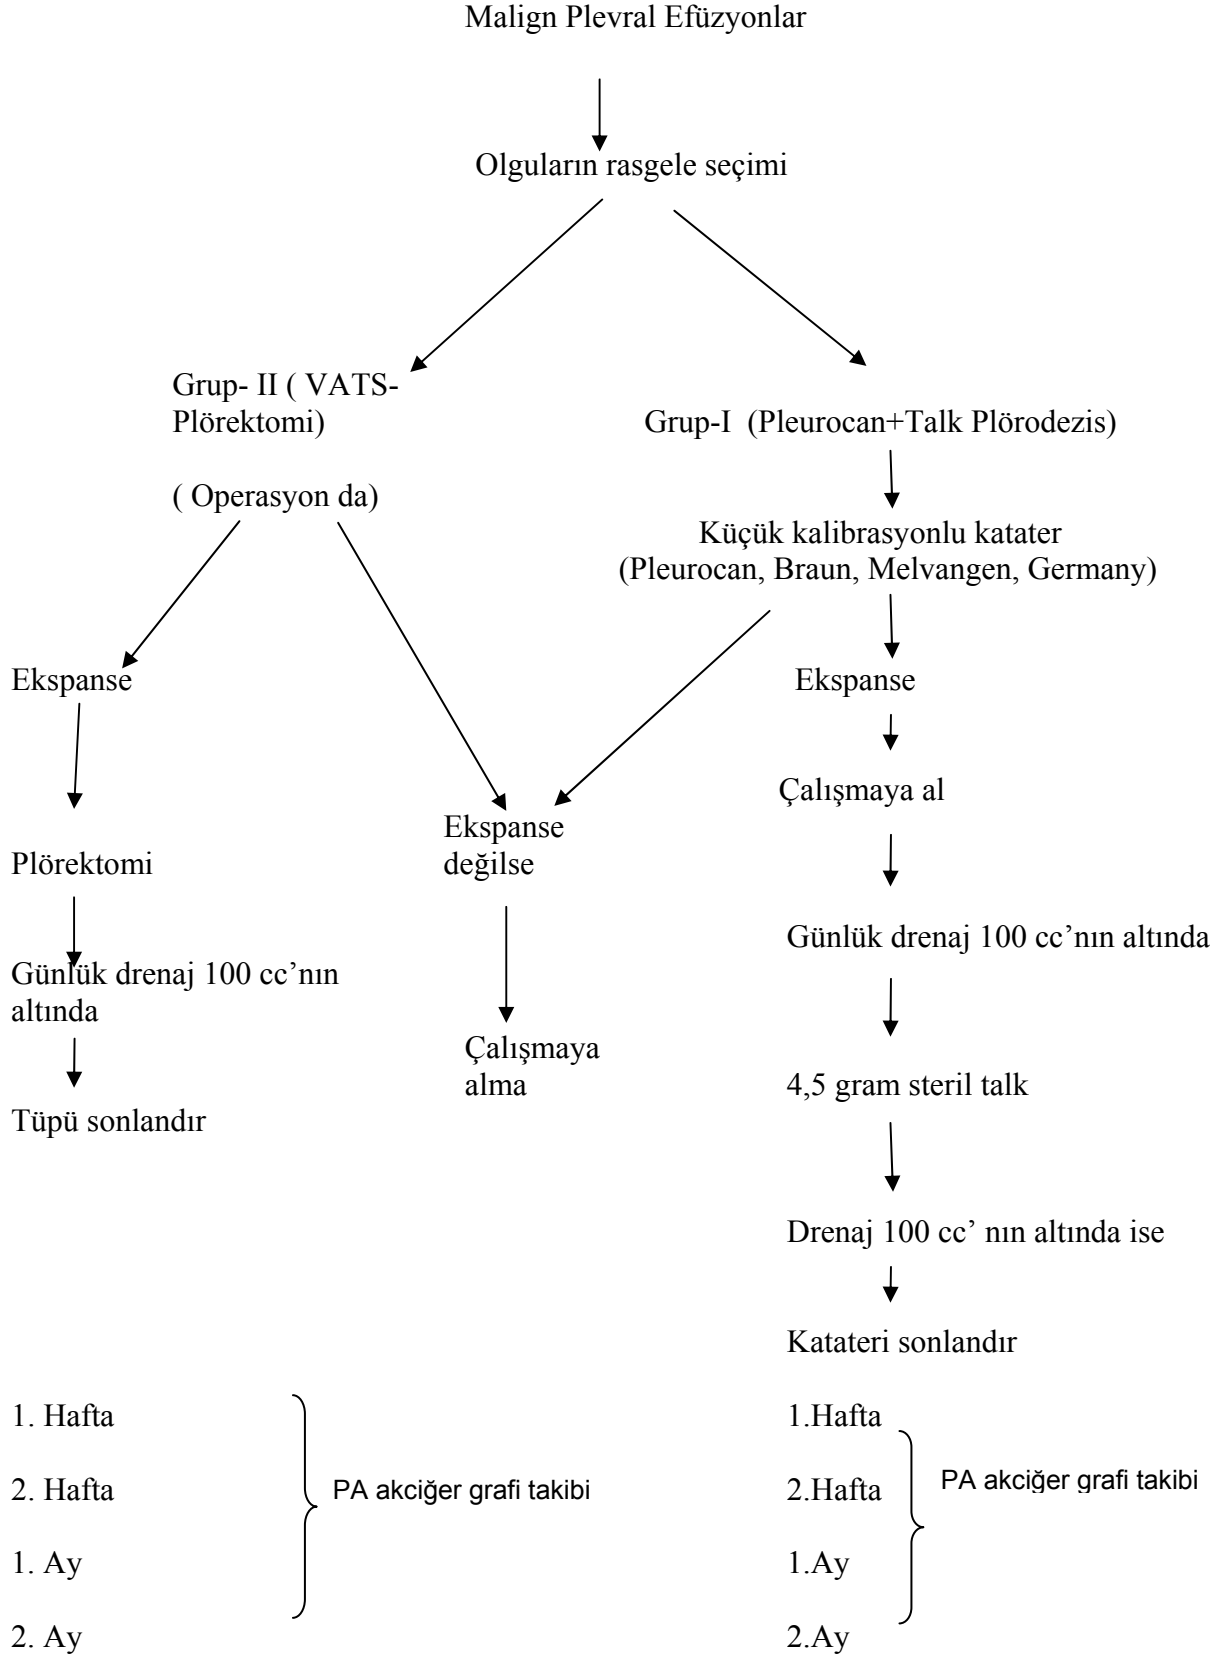 Malign Plevral Efüzyonlar
Olguların rasgele seçimi
Grup- II ( VATS-
Plörektomi)
( Operasyon da)
Grup-I (Pleurocan+Talk Plörodezis)
Küçük kalibrasyonlu katater
(Pleurocan, Braun, Melvangen, Germany)
Ekspanse
Ekspanse
Çalışmaya al
Plörektomi
Ekspanse
değilse
Günlük drenaj 100 cc’nın altında
Günlük drenaj 100 cc’nın
altında
Çalışmaya
alma
4,5 gram steril talk
Tüpü sonlandır
Drenaj 100 cc’ nın altında ise
Katateri sonlandır
1. Hafta
2. Hafta
1. Ay
2. Ay
PA akciğer grafi takibi
1.Hafta
2.Hafta
1.Ay
2.Ay
PA akciğer grafi takibi